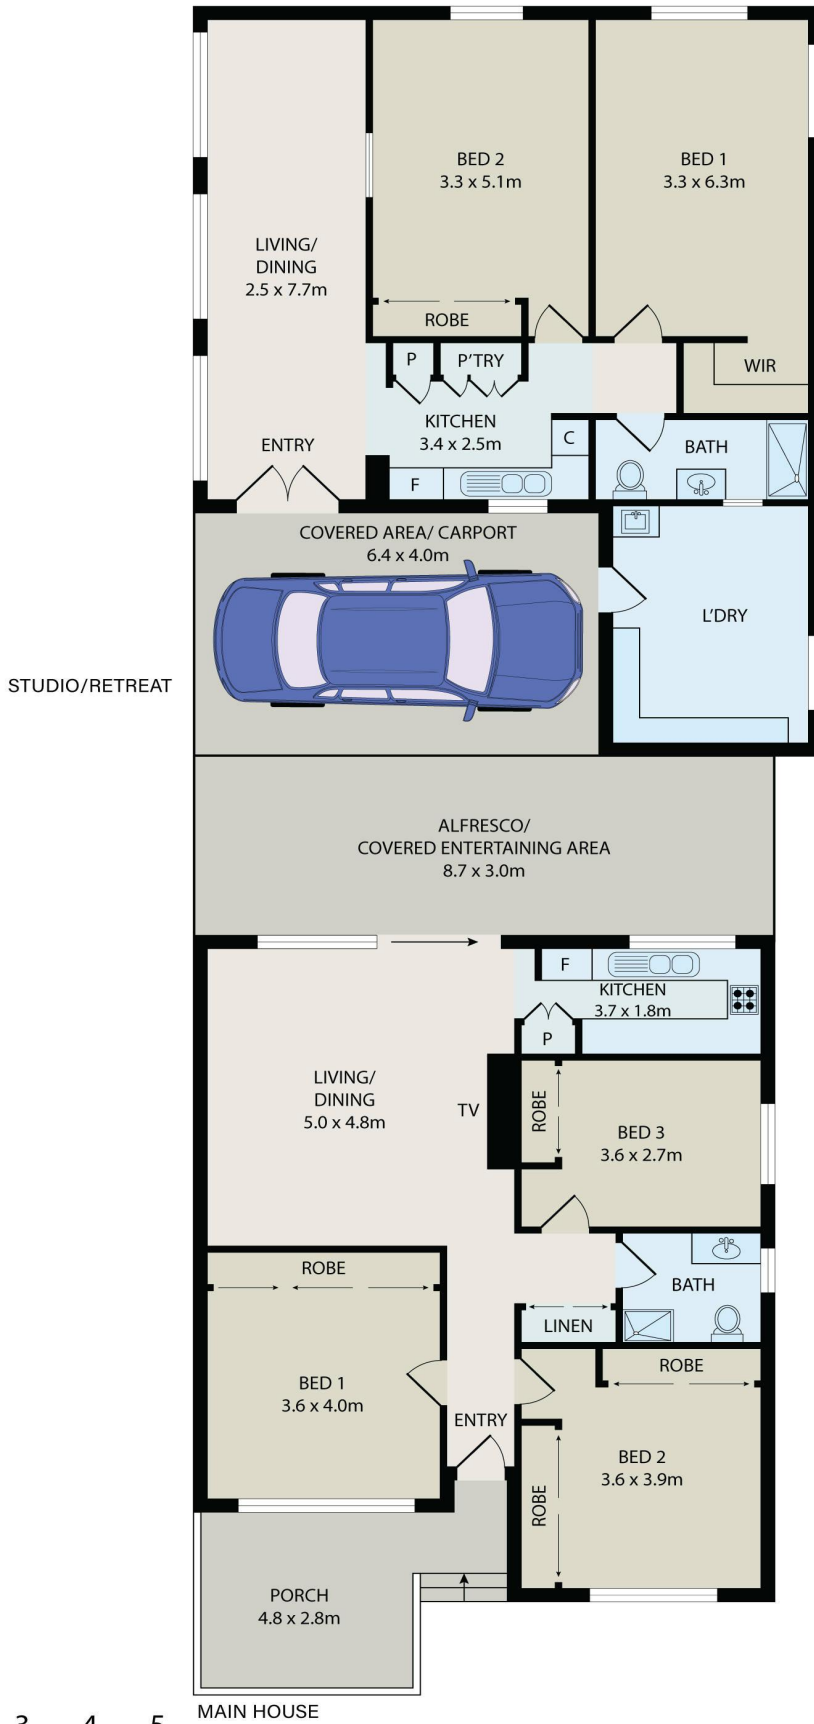 BED 2
3.3 x 5.1m
BED 1
3.3 x 6.3m
LIVING/
DINING
2.5 x 7.7m
ROBE
P
P'TRY
WIR
KITCHEN
3.4 x 2.5m
C
BATH
ENTRY
F
COVERED AREA/ CARPORT
6.4 x 4.0m
L'DRY
STUDIO/RETREAT
ALFRESCO/
COVERED ENTERTAINING AREA
8.7 x 3.0m
F
KITCHEN
3.7 x 1.8m
P
LIVING/
DINING
5.0 x 4.8m
TV
ROBE
BED 3
3.6 x 2.7m
ROBE
BATH
LINEN
ROBE
BED 1
3.6 x 4.0m
ENTRY
BED 2
3.6 x 3.9m
ROBE
PORCH
4.8 x 2.8m
MAIN HOUSE
3 4 5